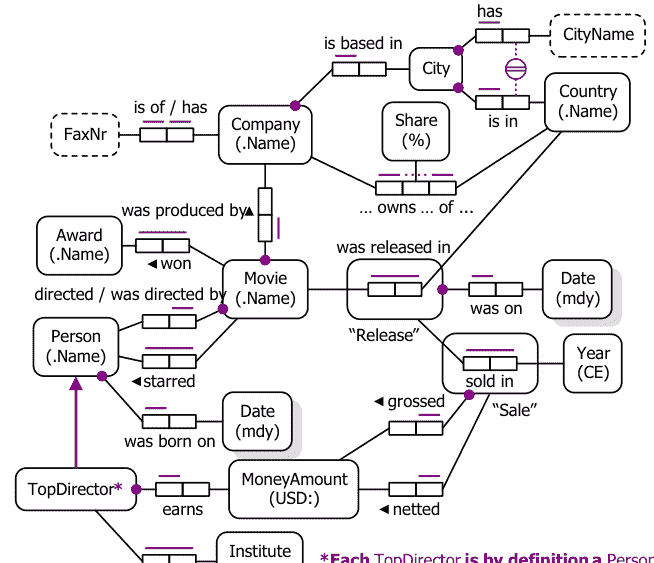 has
CityName
is based in
City
Country
(.Name)
is in
is of / has
FaxNr
Company
(.Name)
Share
(%)
... owns ... of ...
was produced by▲
Award
(.Name)
◄ won
was released in
Movie
(.Name)
Date
(mdy)
was on
directed / was directed by
"Release"
Person
(.Name)
◄starred
Year
(CE)
sold in
"Sale"
◄ grossed
Date
(mdy)
was born on
MoneyAmount
(USD:)
TopDirector*
earns
◄ netted
Institute
*Each TopDirector is by definition a Person